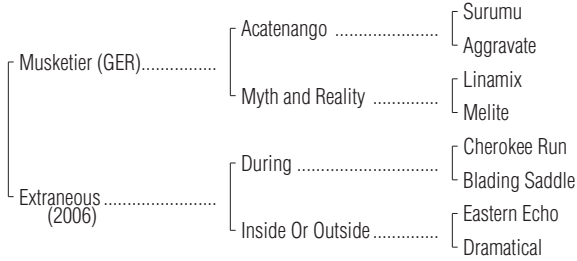 Surumu
Acatenango ........................
Aggravate
Musketier (GER)................
Linamix
Myth and Reality ...............
Melite
Cherokee Run
During .................................
Blading Saddle
Extraneous ........................
(2006)
Eastern Echo
Inside Or Outside...............
Dramatical